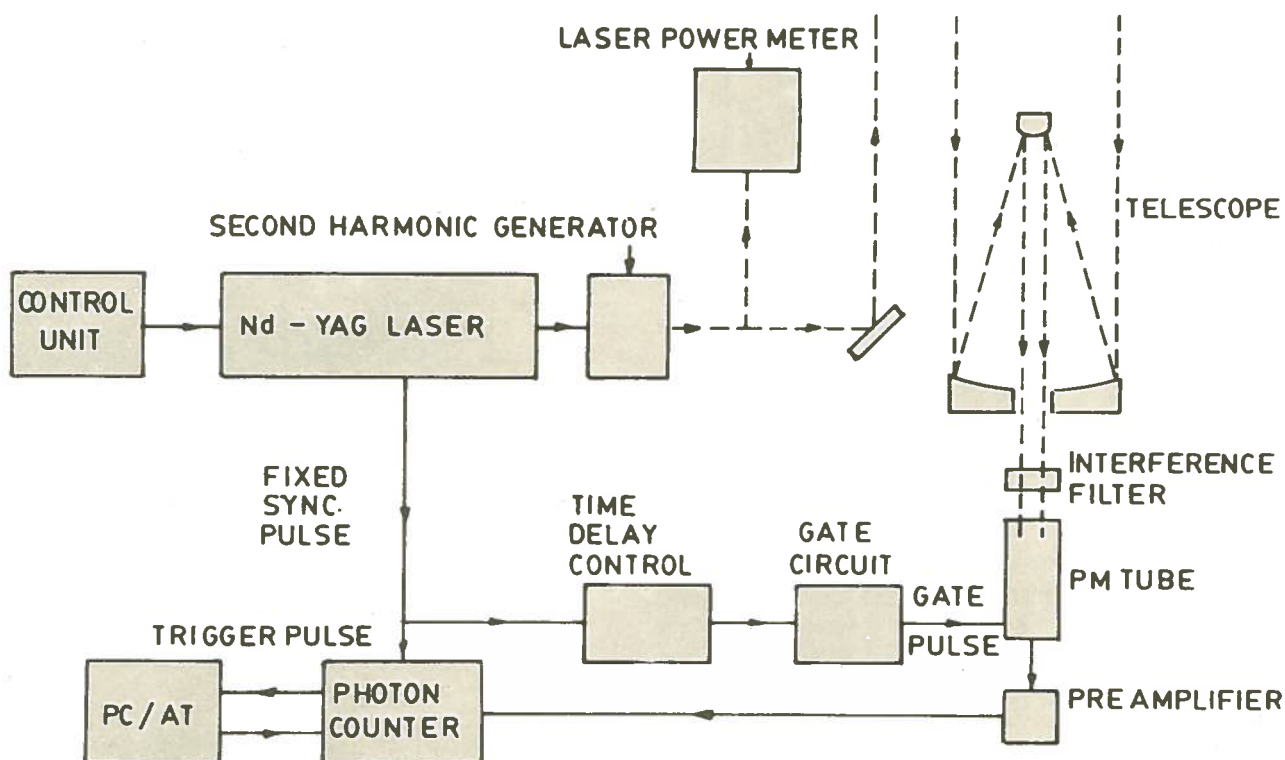 LASER POWER METER
TELESCOPE
SECOND HARMONIC GENERATOR
CONTROL
UNIT
Nd - YAG LASER
INTERFERENCE
FILTER
FIXED
SYNC.
PULSE
TIME
DELAY
CONTROL
GATE
CIRCUIT
PM TUBE
GATE
PULSE
TRIGGER PULSE
PC/AT
PHOTON
COUNTER
PRE AMPLIFIER